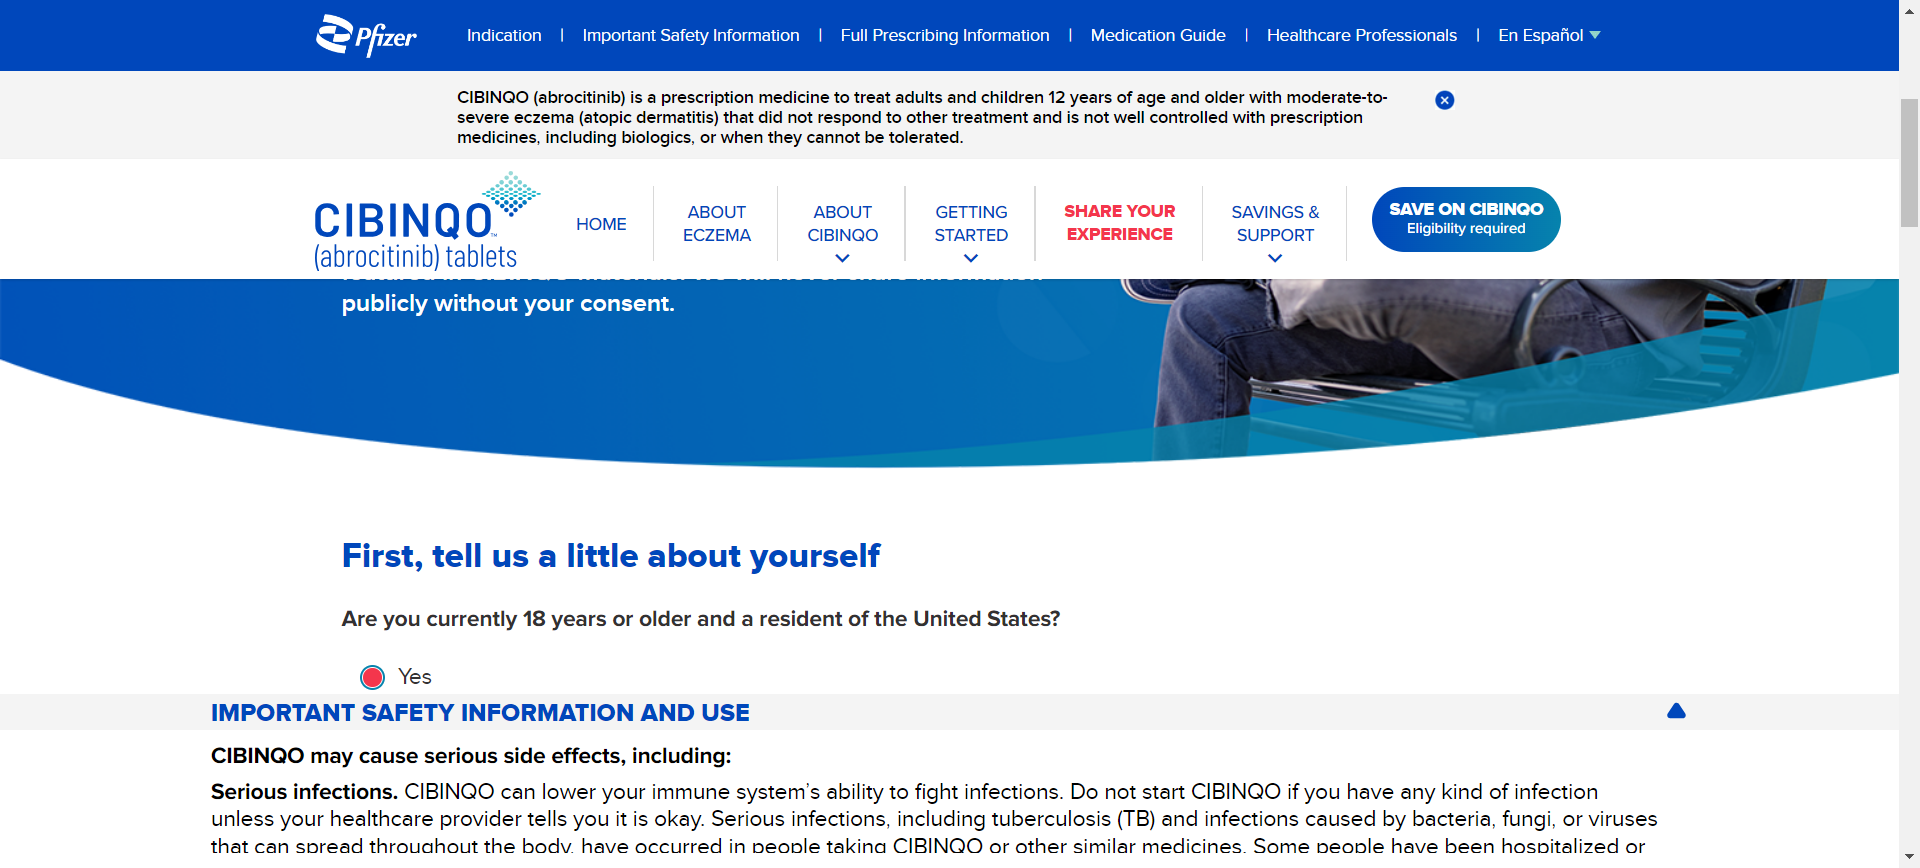 Pfizer
Indication | Important Safety Information | Full Prescribing Information | Medication Guide | Healthcare Professionals | En Español
CIBINQO (abrocitinib) is a prescription medicine to treat adults and children 12 years of age and older with moderate-to-
severe eczema (atopic dermatitis) that did not respond to other treatment and is not well controlled with prescription
medicines, including biologics, or when they cannot be tolerated.
CIBINQO™
(abrocitinib) tablets
HOME
ABOUT
ECZEMA
ABOUT
CIBINQO
GETTING
STARTED
SHARE YOUR
EXPERIENCE
SAVINGS &
SUPPORT
SAVE ON CIBINQO
Eligibility required
publicly without your consent.
First, tell us a little about yourself
Are you currently 18 years or older and a resident of the United States?
Yes
IMPORTANT SAFETY INFORMATION AND USE
CIBINQO may cause serious side effects, including:
Serious infections. CIBINQO can lower your immune system's ability to fight infections. Do not start CIBINQO if you have any kind of infection
unless your healthcare provider tells you it is okay. Serious infections, including tuberculosis (TB) and infections caused by bacteria, fungi, or viruses
that can spread throughout the body, have occurred in people taking CIBINQO or other similar medicines. Some people have been hospitalized or